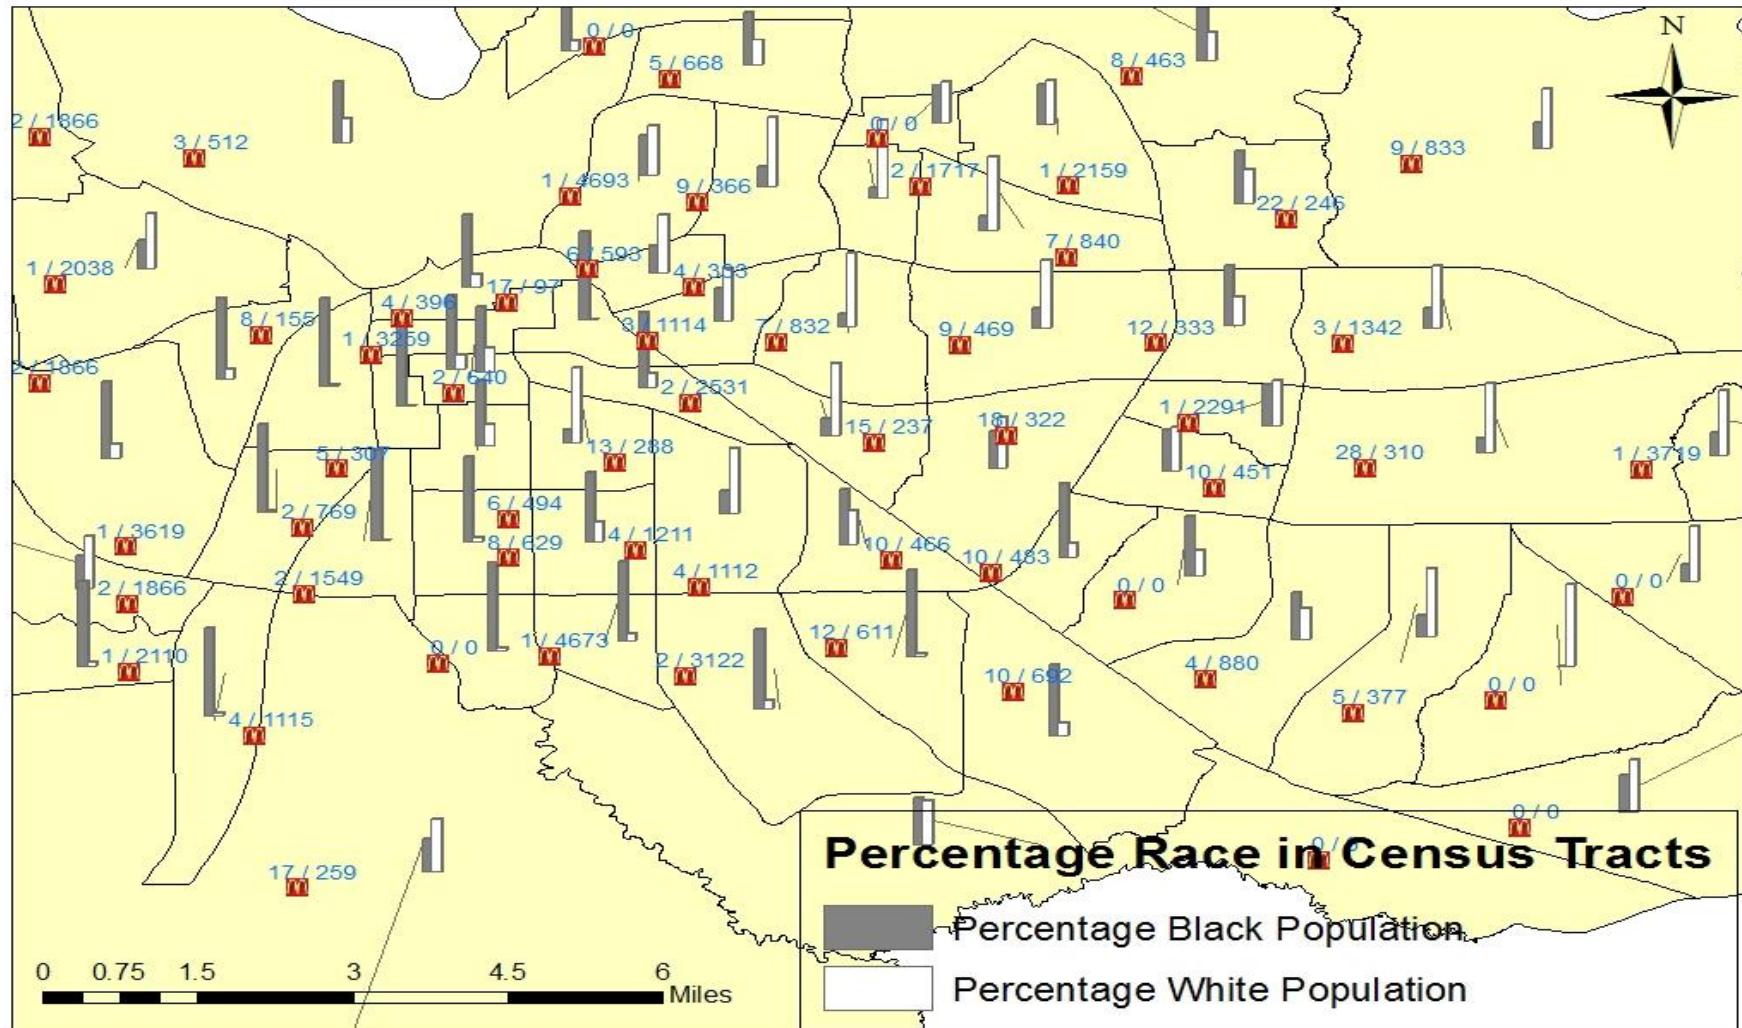 0 / 0
N
5 / 668
8 / 463
2 / 1866
0 / 0
3 / 512
9 / 833
1 / 4693
9 / 366
2 / 1717
1 / 2159
22 / 246
7 / 840
1 / 2038
6 / 593
4 / 333
17 / 97
4 / 396
8 / 155
3 / 1114
7 / 832
9 / 469
12 / 333
3 / 1342
1 / 3259
2 / 1866
2 / 640
2 / 2531
1 / 2291
18 / 322
15 / 237
5 / 307
13 / 288
28 / 310
1 / 3719
10 / 451
6 / 494
2 / 769
1 / 3619
8 / 629
4 / 1211
10 / 466
10 / 483
2 / 1866
2 / 1549
4 / 1112
0 / 0
0 / 0
1 / 2110
0 / 0
1 / 4673
12 / 611
2 / 3122
10 / 692
4 / 880
0 / 0
5 / 377
4 / 1115
0 / 0
0 / 0
Percentage Race in Census Tracts
17 / 259
Percentage Black Population
Percentage White Population
0 0.75 1.5 3 4.5 6
Miles